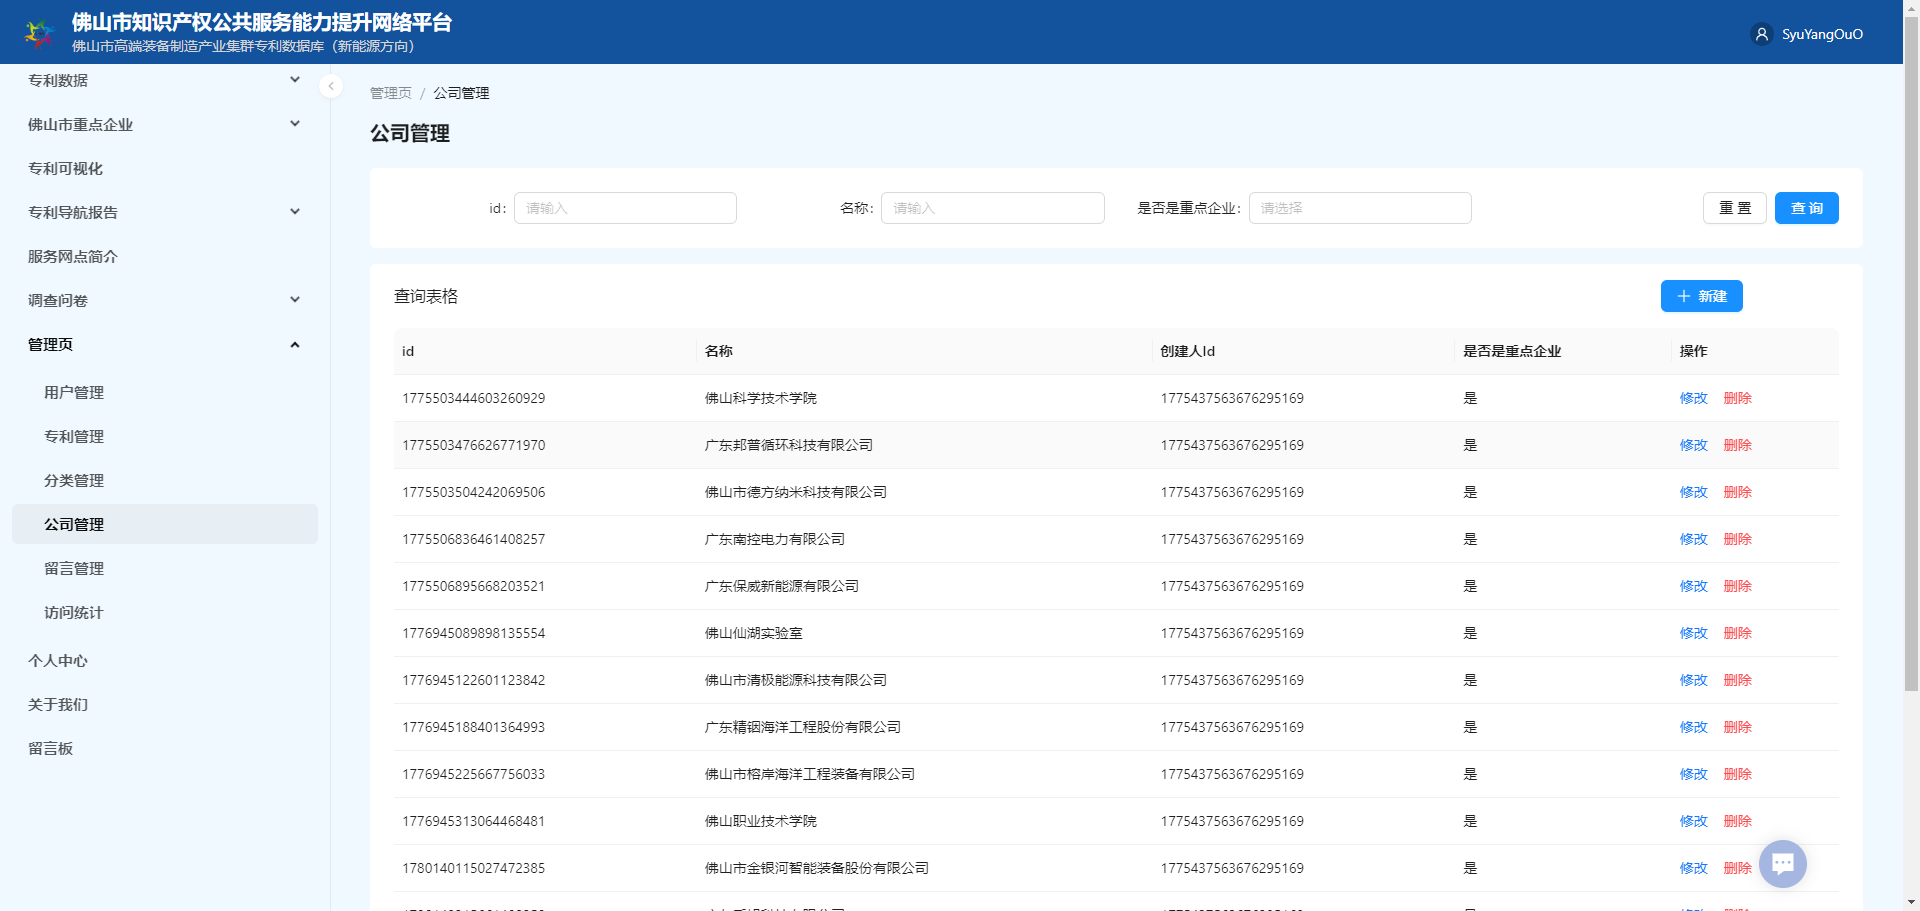 佛山市知识产权公共服务能力提升网络平台
佛山市高端装备制造产业集群专利数据库（新能源方向）
SyuYangOuO
专利数据
佛山市重点企业
专利可视化
专利导航报告
服务网点简介
调查问卷
管理页
用户管理
专利管理
分类管理
公司管理
留言管理
访问统计
个人中心
关于我们
留言板
管理页 / 公司管理
公司管理
id: 请输入 名称: 请输入 是否是重点企业: 请选择 重 置 查 询
查询表格 新建
id 名称 创建人Id 是否是重点企业 操作
1775503444603260929 佛山科学技术学院 1775437563676295169 是 修改 删除
1775503476626771970 广东邦普循环科技有限公司 1775437563676295169 是 修改 删除
1775503504242069506 佛山市德方纳米科技有限公司 1775437563676295169 是 修改 删除
1775506836461408257 广东南控电力有限公司 1775437563676295169 是 修改 删除
1775506895668203521 广东保威新能源有限公司 1775437563676295169 是 修改 删除
1776945089898135554 佛山仙湖实验室 1775437563676295169 是 修改 删除
1776945122601123842 佛山市清极能源科技有限公司 1775437563676295169 是 修改 删除
1776945188401364993 广东精铟海洋工程股份有限公司 1775437563676295169 是 修改 删除
1776945225667756033 佛山市榕岸海洋工程装备有限公司 1775437563676295169 是 修改 删除
1776945313064468481 佛山职业技术学院 1775437563676295169 是 修改 删除
1780140115027472385 佛山市金银河智能装备股份有限公司 1775437563676295169 是 修改 删除